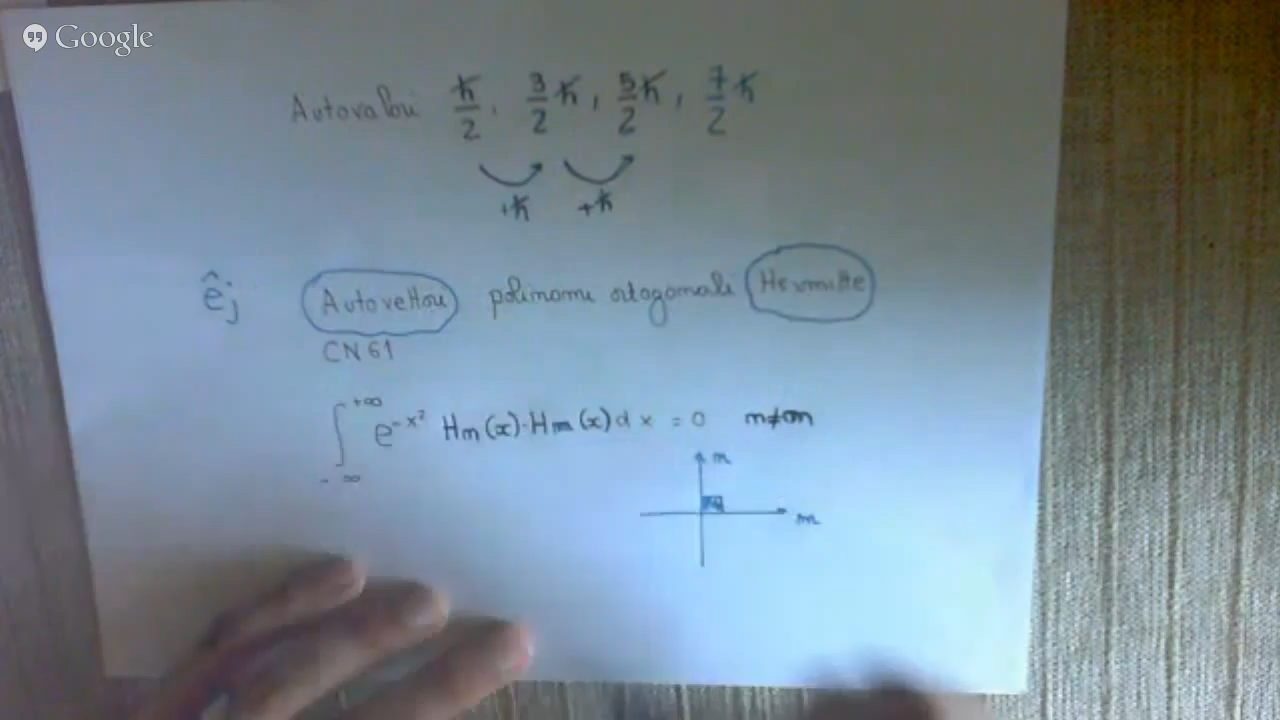 Google
Autovalori ℏ/2, 3/2 ℏ, 5/2 ℏ, 7/2 ℏ
+ℏ +ℏ
ê_j Autovettori polinomi ortogonali Hermite
CN 61
∫_{-∞}^{+∞} e^{-x²} Hn(x)·Hm(x) dx = 0 n≠m
n
m